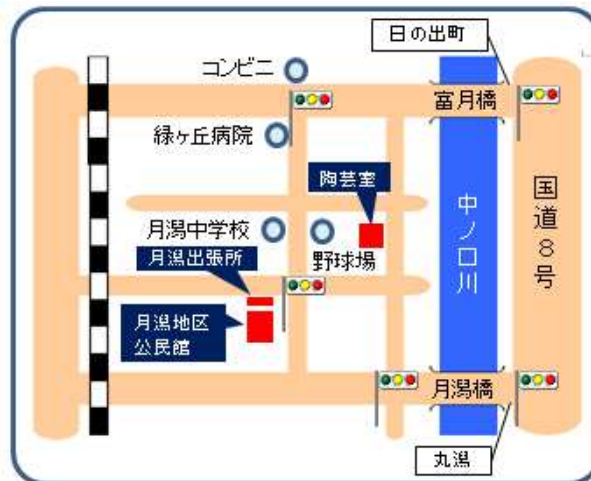 日の出町
コンビニ
富月橋
緑ヶ丘病院
陶芸室
国道8号
中ノ口川
月潟中学校
野球場
月潟出張所
月潟地区
公民館
月潟橋
丸潟